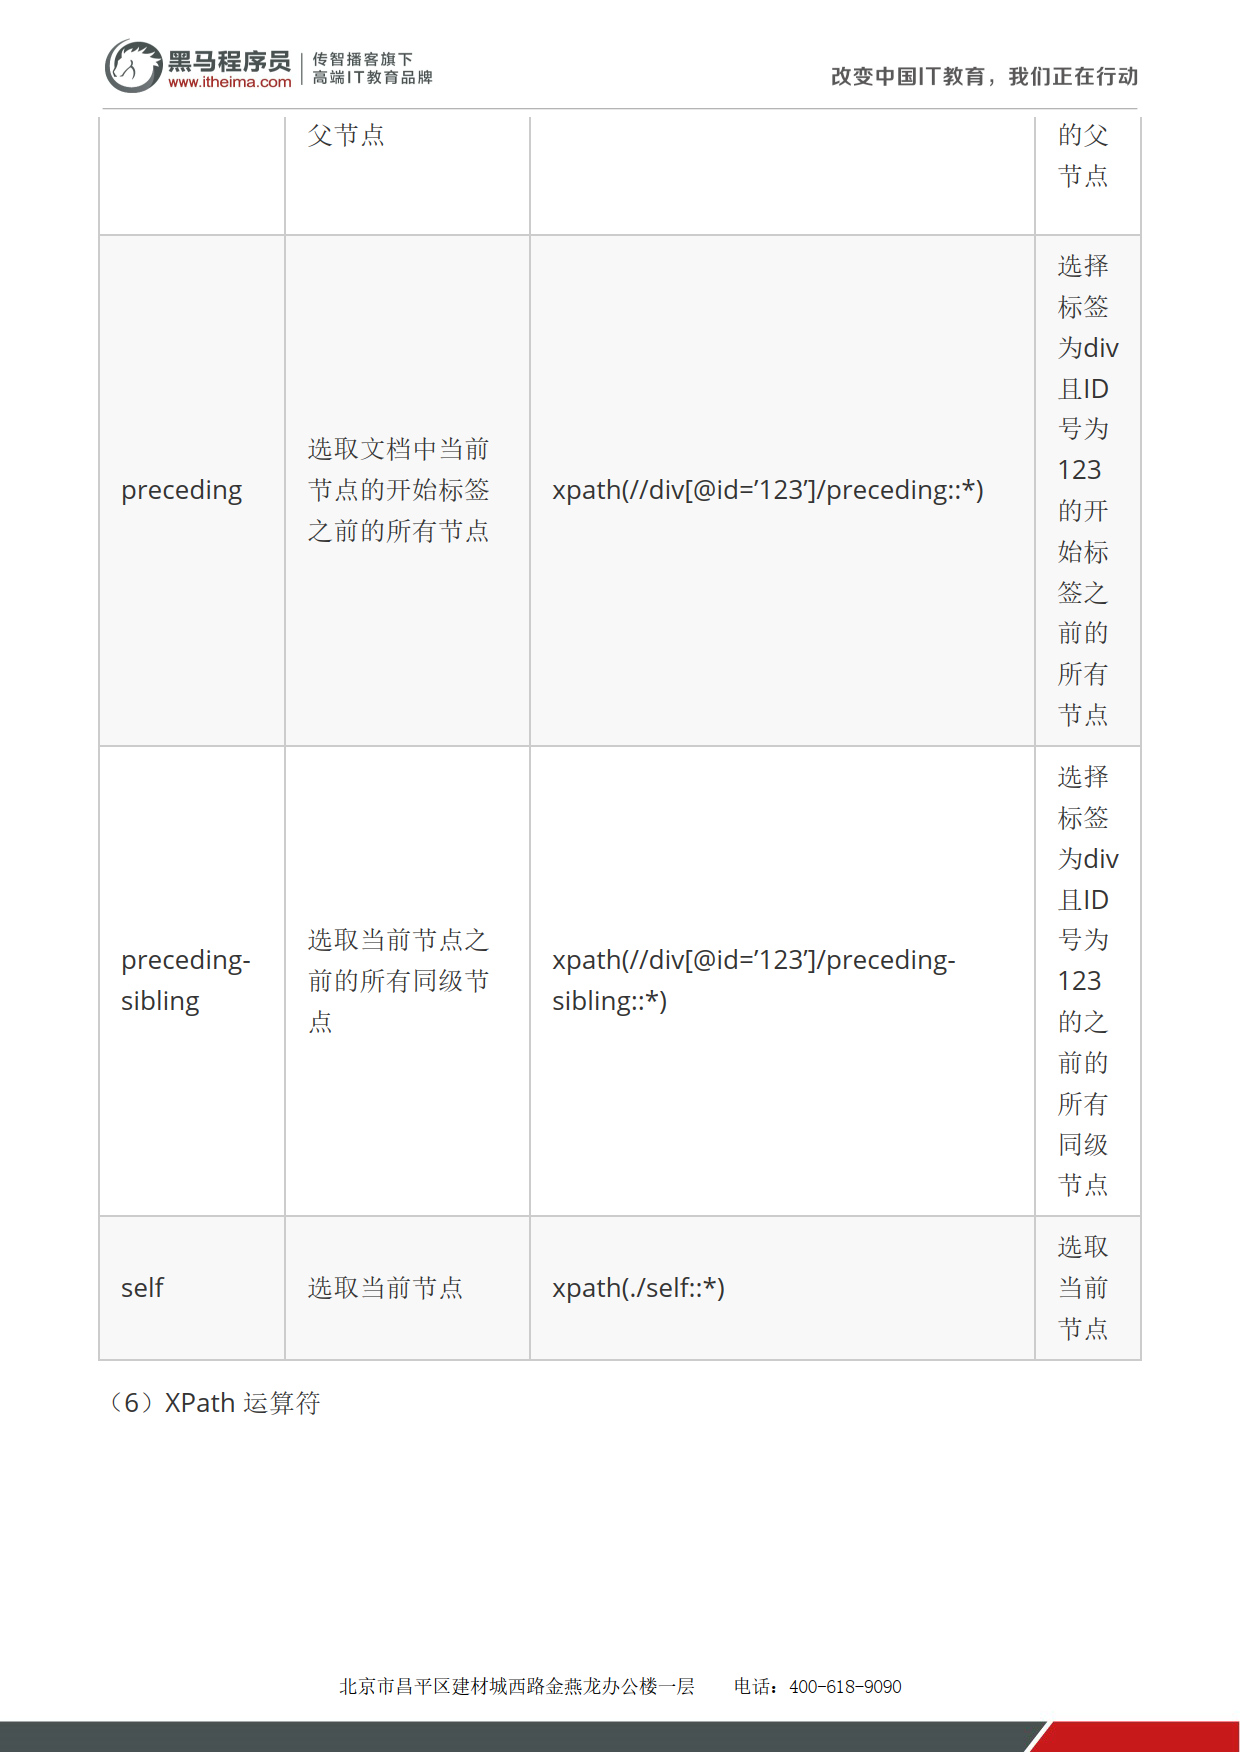 黑马程序员
www.itheima.com
传智播客旗下
高端IT教育品牌
改变中国IT教育，我们正在行动
父节点
的父
节点
preceding
选取文档中当前
节点的开始标签
之前的所有节点
xpath(//div[@id=’123’]/preceding::*)
选择
标签
为div
且ID
号为
123
的开
始标
签之
前的
所有
节点
preceding-
sibling
选取当前节点之
前的所有同级节
点
xpath(//div[@id=’123’]/preceding-
sibling::*)
选择
标签
为div
且ID
号为
123
的之
前的
所有
同级
节点
self
选取当前节点
xpath(./self::*)
选取
当前
节点
（6）XPath 运算符
北京市昌平区建材城西路金燕龙办公楼一层 电话：400-618-9090